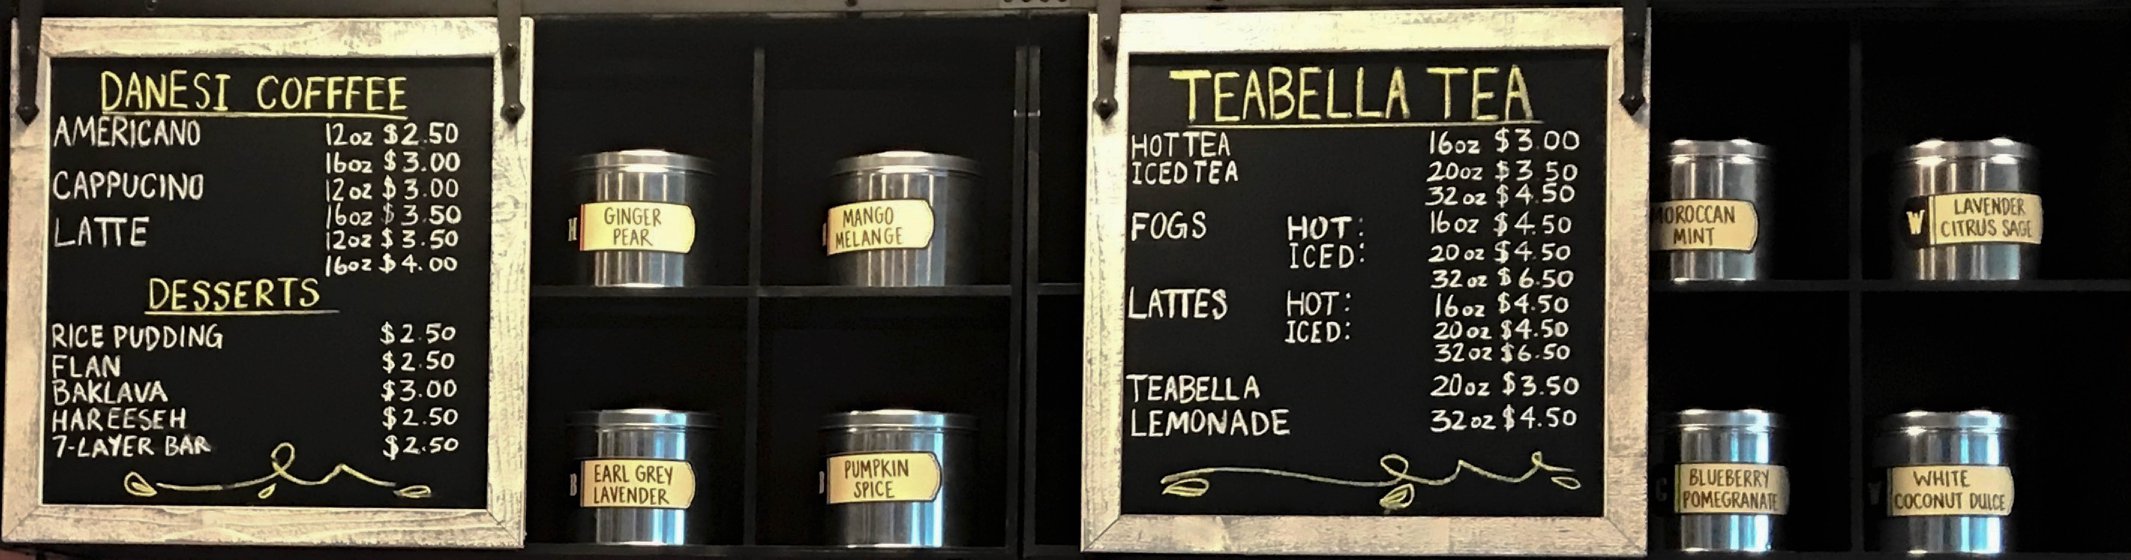 DANESI COFFFEE
AMERICANO 12oz $2.50
16oz $3.00
CAPPUCINO 12oz $3.00
16oz $3.50
LATTE 12oz $3.50
16oz $4.00
DESSERTS
RICE PUDDING $2.50
FLAN $2.50
BAKLAVA $3.00
HAREESEH $2.50
7-LAYER BAR $2.50
H
GINGER
PEAR
MANGO
MELANGE
B
EARL GREY
LAVENDER
B
PUMPKIN
SPICE
TEABELLA TEA
HOT TEA 16oz $3.00
ICED TEA 20oz $3.50
32oz $4.50
FOGS HOT: 16oz $4.50
ICED: 20oz $4.50
32oz $6.50
LATTES HOT: 16oz $4.50
ICED: 20oz $4.50
32oz $6.50
TEABELLA 20oz $3.50
LEMONADE 32oz $4.50
MOROCCAN
MINT
W
LAVENDER
CITRUS SAGE
BLUEBERRY
POMEGRANATE
WHITE
COCONUT DULCE